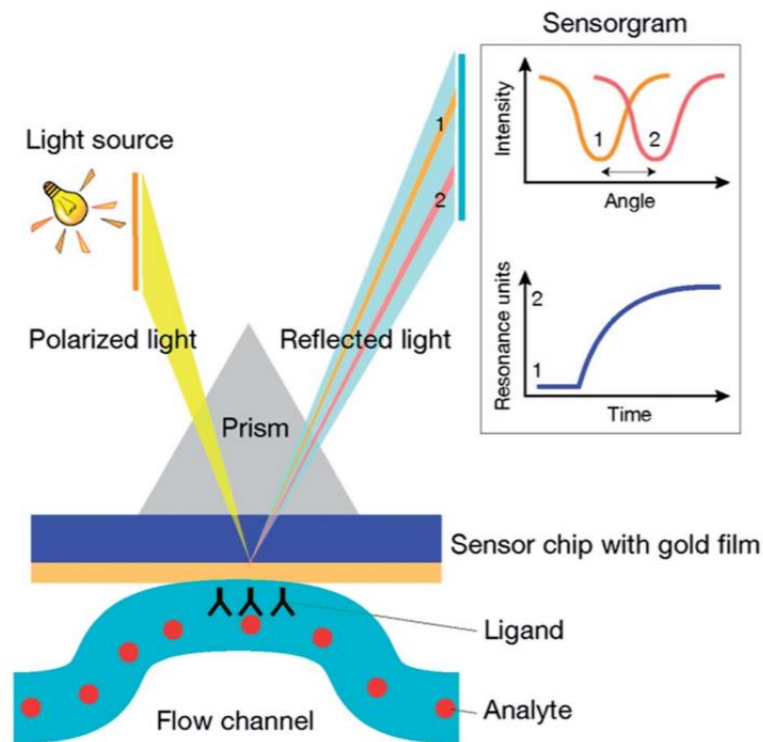 Sensorgram
Intensity
1
2
Angle
Resonance units
2
1
Time
Light source
1
2
Polarized light
Reflected light
Prism
Sensor chip with gold film
Ligand
Analyte
Flow channel